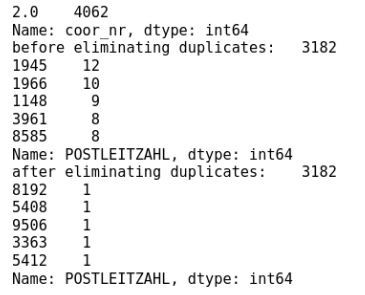 2.0    4062
Name: coor_nr, dtype: int64
before eliminating duplicates:   3182
1945    12
1966    10
1148     9
3961     8
8585     8
Name: POSTLEITZAHL, dtype: int64
after eliminating duplicates:    3182
8192    1
5408    1
9506    1
3363    1
5412    1
Name: POSTLEITZAHL, dtype: int64